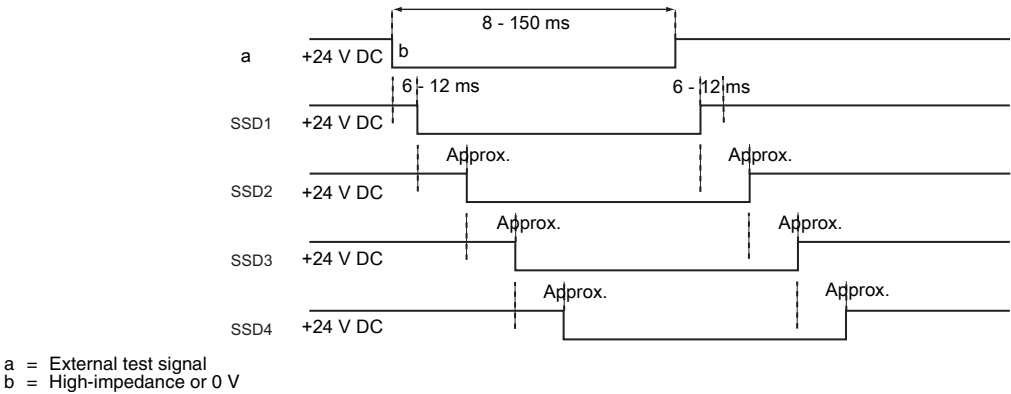 8 - 150 ms
a +24 V DC b
6 - 12 ms 6 - 12 ms
SSD1 +24 V DC
Approx. Approx.
SSD2 +24 V DC
Approx. Approx.
SSD3 +24 V DC
Approx. Approx.
SSD4 +24 V DC
a = External test signal
b = High-impedance or 0 V